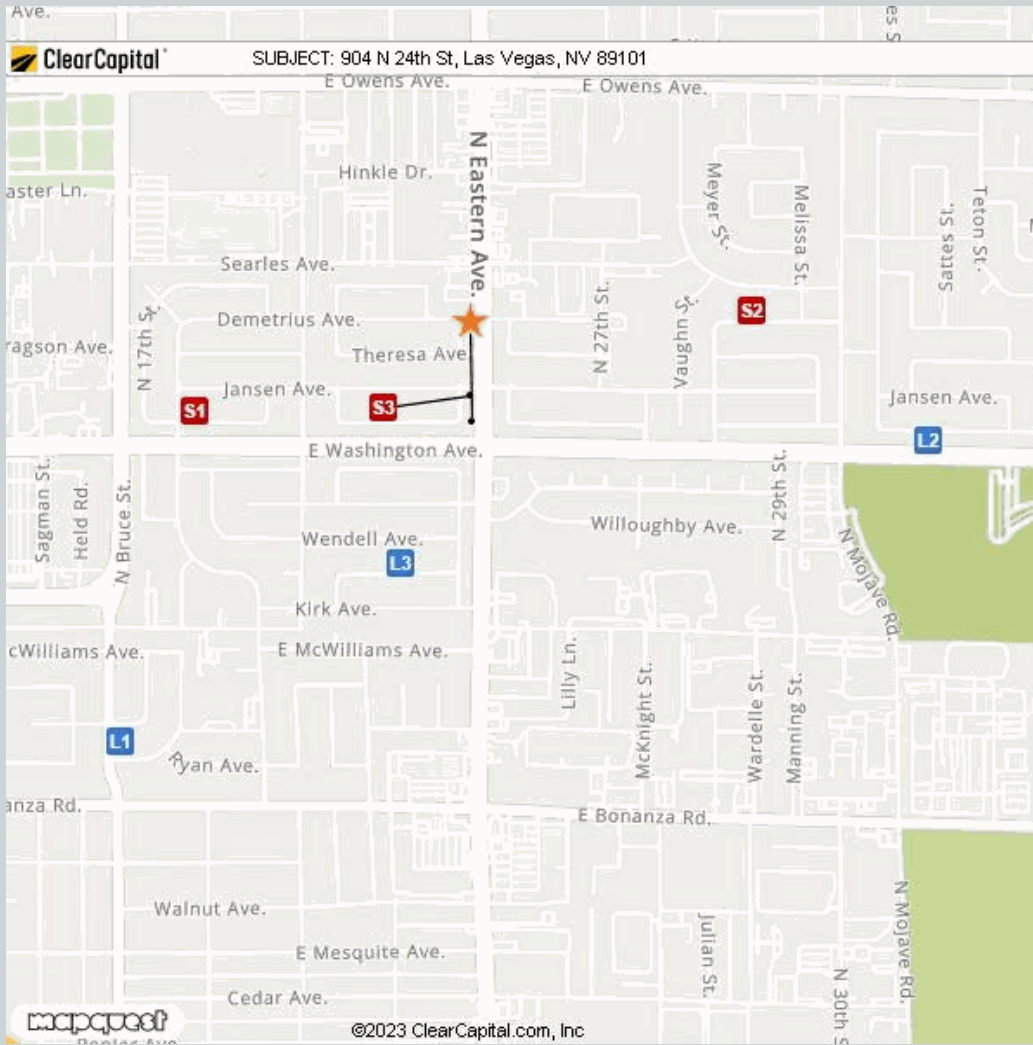 Ave.
ClearCapital
SUBJECT: 904 N 24th St, Las Vegas, NV 89101
E Owens Ave.
E Owens Ave.
N Eastern Ave.
Hinkle Dr.
aster Ln.
Meyer St.
Melissa St.
Teton St.
Sattes St.
Searles Ave.
N 17th St.
Demetrius Ave.
N 27th St.
Vaughn St.
S2
ragson Ave.
Theresa Ave.
Jansen Ave.
S1
S3
Jansen Ave.
L2
E Washington Ave.
Sagman St.
Held Rd.
N Bruce St.
N 29th St.
Willoughby Ave.
Wendell Ave.
L3
N Mojave Rd.
Kirk Ave.
cWilliams Ave.
E McWilliams Ave.
Lilly Ln.
McKnight St.
Wardelle St.
Manning St.
L1
Ryan Ave.
anza Rd.
E Bonanza Rd.
Walnut Ave.
N Mojave Rd.
Julian St.
E Mesquite Ave.
N 30th S
Cedar Ave.
mapquest
©2023 ClearCapital.com, Inc